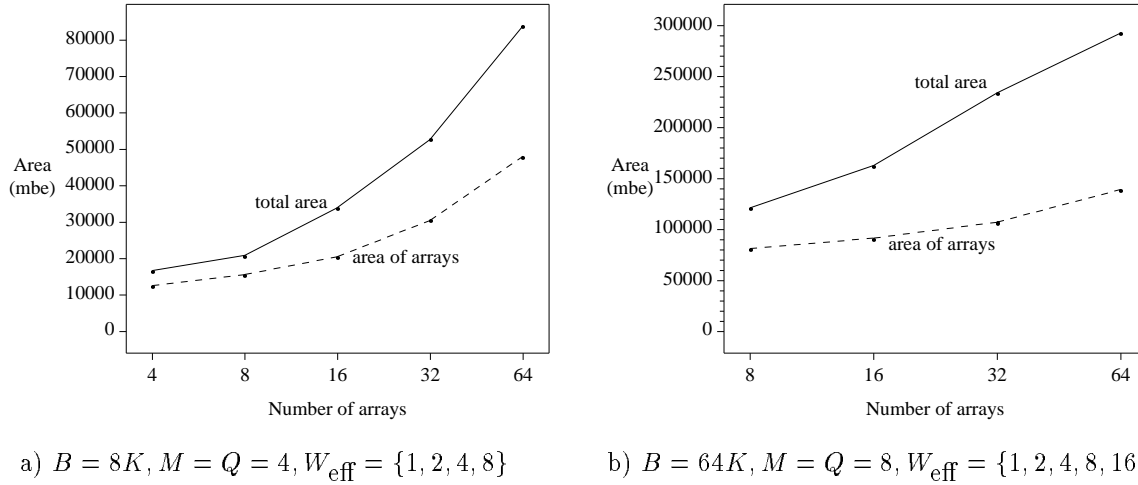 80000
70000
60000
50000
40000
30000
20000
10000
0
Area
(mbe)
total area
area of arrays
4 8 16 32 64
Number of arrays
a) B = 8K, M = Q = 4, W_eff = {1, 2, 4, 8}
300000
250000
200000
150000
100000
50000
0
Area
(mbe)
total area
area of arrays
8 16 32 64
Number of arrays
b) B = 64K, M = Q = 8, W_eff = {1, 2, 4, 8, 16